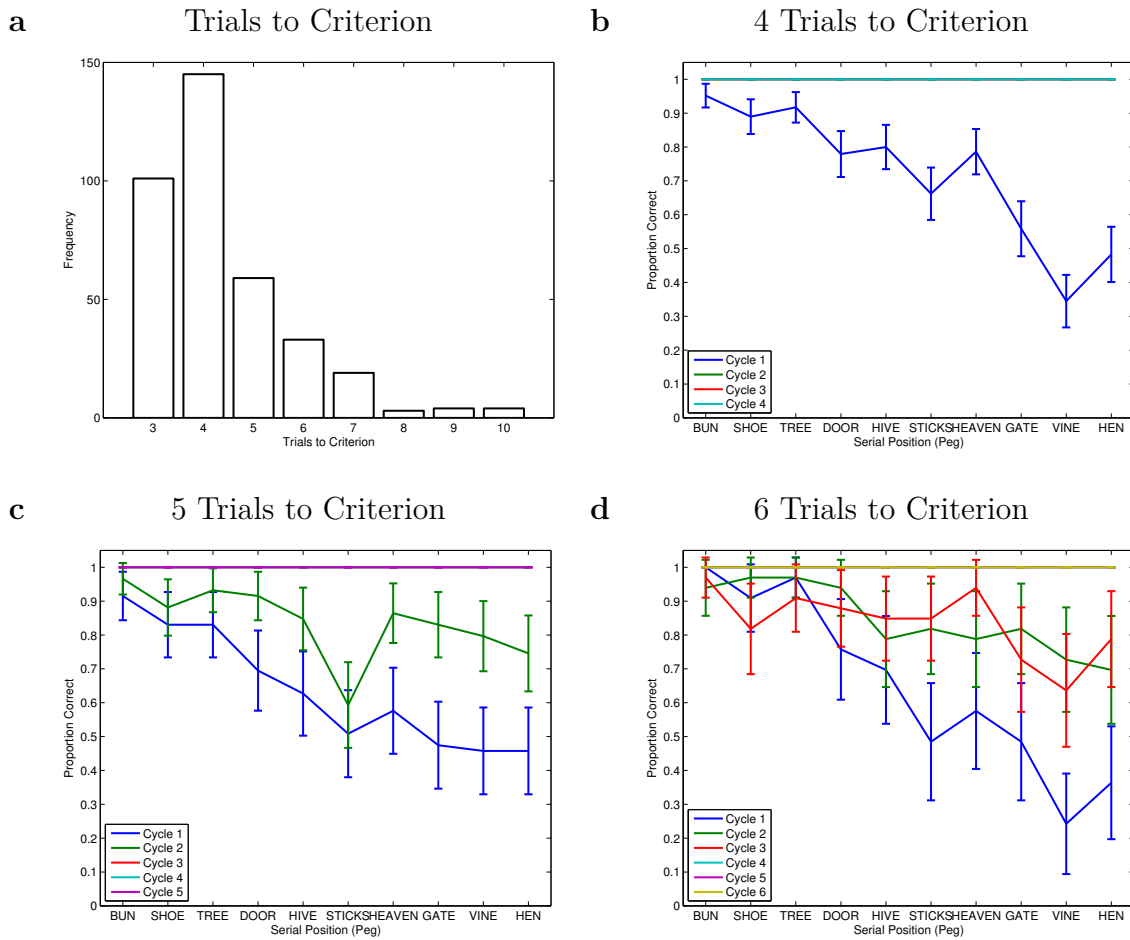 a Trials to Criterion
150
100
50
0
Frequency
3 4 5 6 7 8 9 10
Trials to Criterion
b 4 Trials to Criterion
1
0.9
0.8
0.7
0.6
0.5
0.4
0.3
0.2
0.1
0
Proportion Correct
Cycle 1
Cycle 2
Cycle 3
Cycle 4
BUN SHOE TREE DOOR HIVE STICKS HEAVEN GATE VINE HEN
Serial Position (Peg)
c 5 Trials to Criterion
1
0.9
0.8
0.7
0.6
0.5
0.4
0.3
0.2
0.1
0
Proportion Correct
Cycle 1
Cycle 2
Cycle 3
Cycle 4
Cycle 5
BUN SHOE TREE DOOR HIVE STICKS HEAVEN GATE VINE HEN
Serial Position (Peg)
d 6 Trials to Criterion
1
0.9
0.8
0.7
0.6
0.5
0.4
0.3
0.2
0.1
0
Proportion Correct
Cycle 1
Cycle 2
Cycle 3
Cycle 4
Cycle 5
Cycle 6
BUN SHOE TREE DOOR HIVE STICKS HEAVEN GATE VINE HEN
Serial Position (Peg)